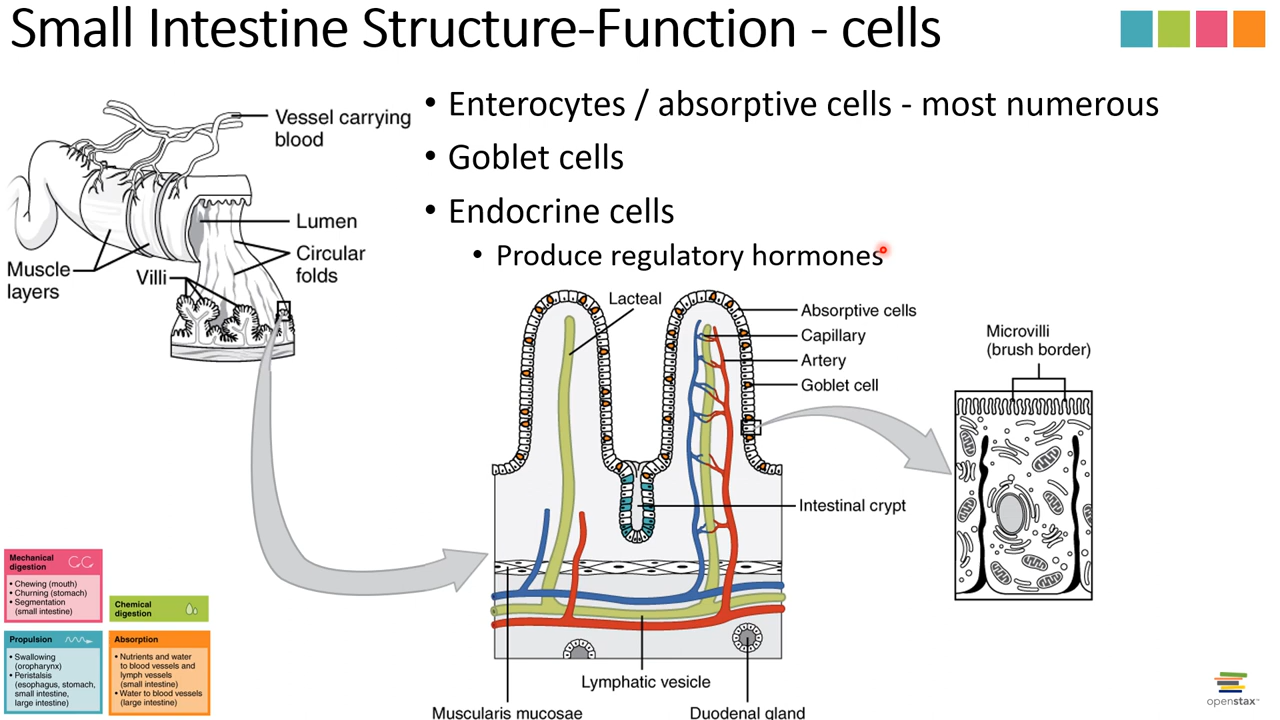 Small Intestine Structure-Function - cells
• Enterocytes / absorptive cells - most numerous
• Goblet cells
• Endocrine cells
• Produce regulatory hormones
Vessel carrying
blood
Lumen
Circular
folds
Muscle
layers
Villi
Lacteal
Absorptive cells
Capillary
Artery
Goblet cell
Intestinal crypt
Lymphatic vesicle
Muscularis mucosae
Duodenal gland
Microvilli
(brush border)
Mechanical
digestion
• Chewing (mouth)
• Churning (stomach)
• Segmentation
(small intestine)
Chemical
digestion
Propulsion
• Swallowing
(oropharynx)
• Peristalsis
(esophagus, stomach,
small intestine,
large intestine)
Absorption
• Nutrients and water
to blood vessels and
lymph vessels
(small intestine)
• Water to blood vessels
(large intestine)
openstax™